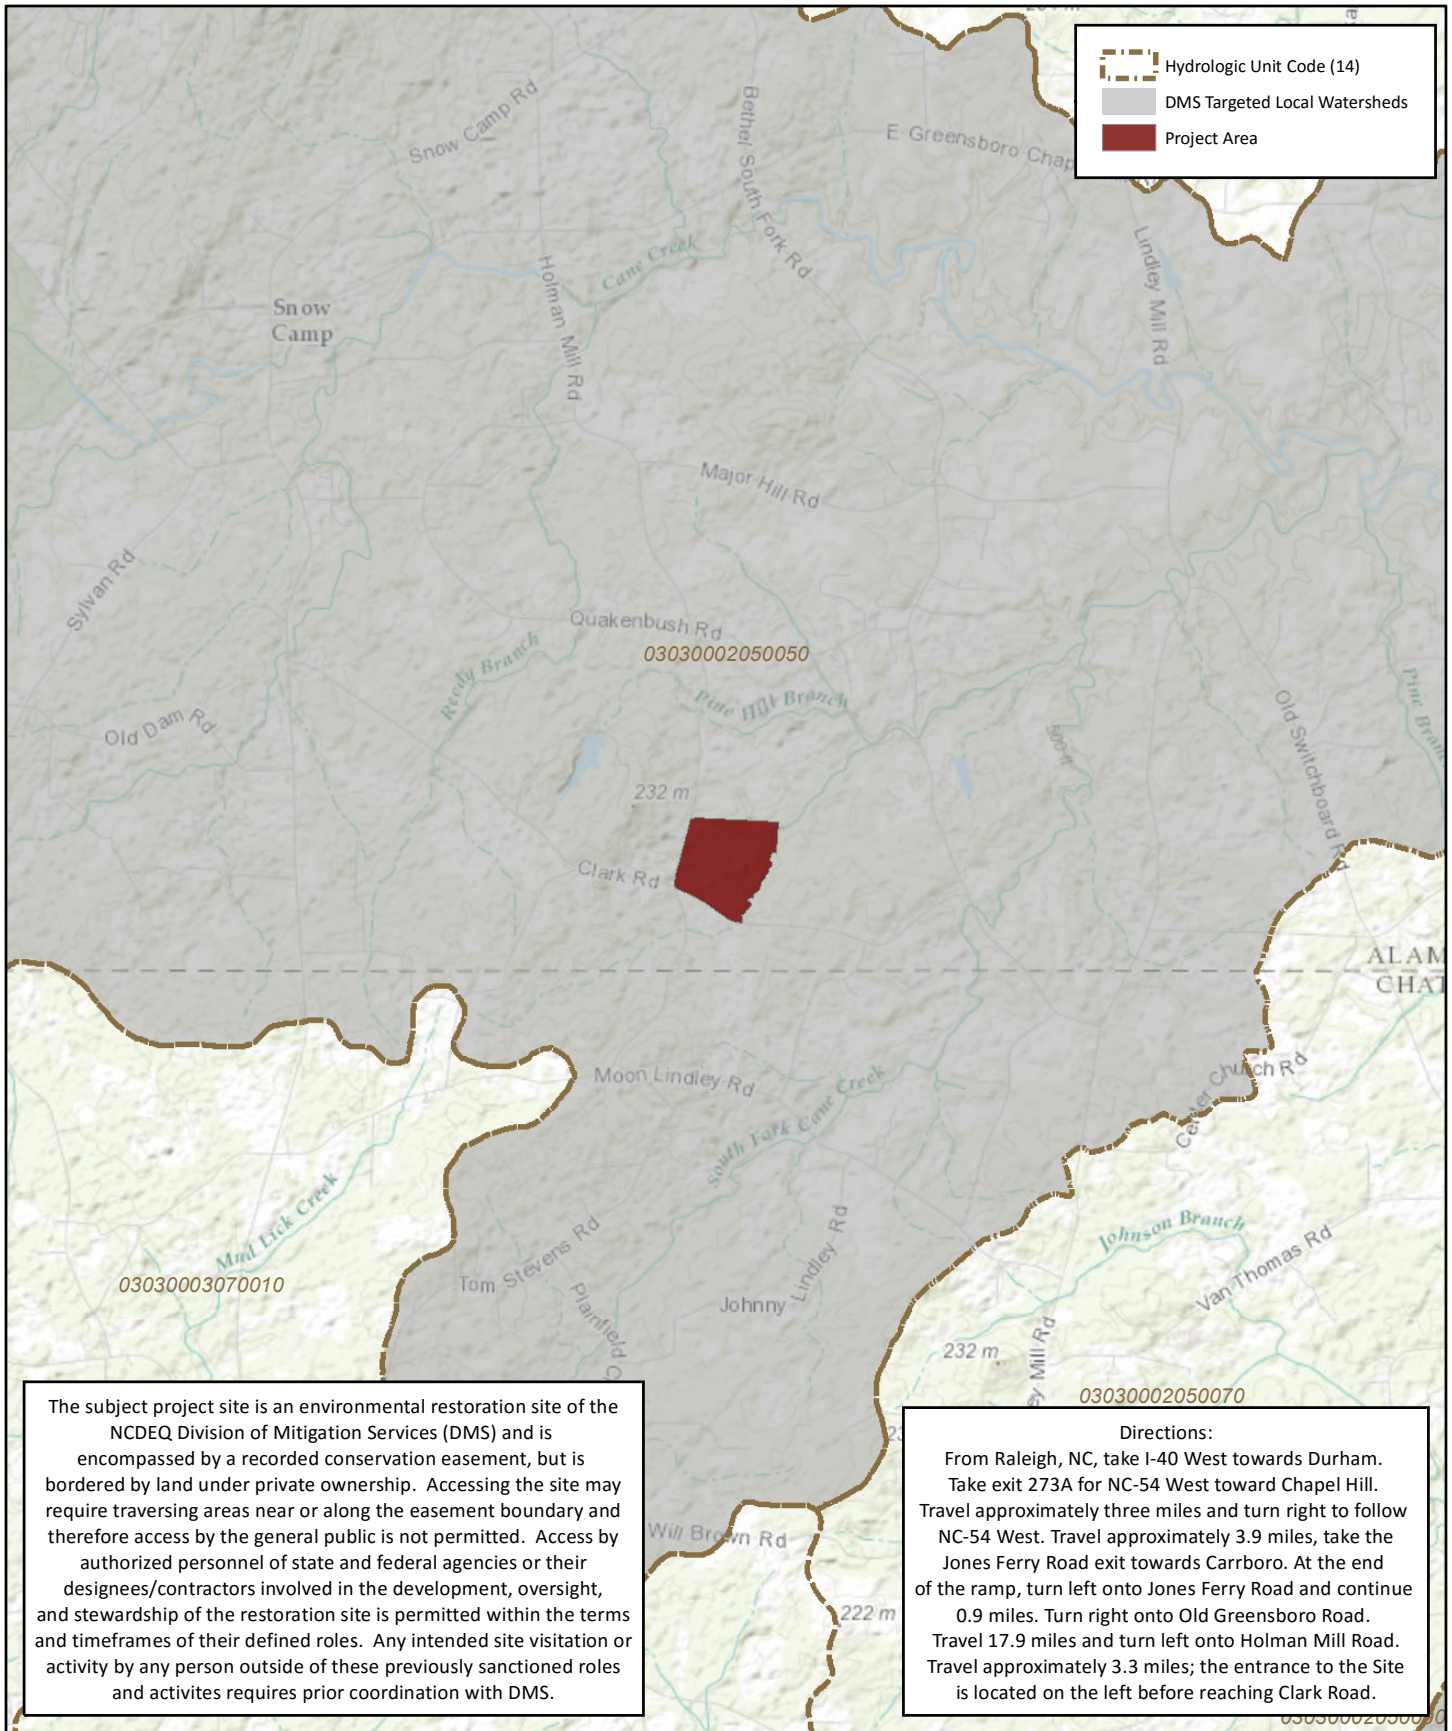 Hydrologic Unit Code (14)
DMS Targeted Local Watersheds
Project Area
Snow Camp Rd
Bethel South Fork Rd
E Greensboro Chap
Cane Creek
Holman Mill Rd
Lindley Mill Rd
Snow
Camp
Major Hill Rd
Sylvan Rd
Quakenbush Rd
03030002050050
Reedy Branch
Pine Hill Branch
Old Dam Rd
Old Switchboard Rd
Pine Bran
500 ft
232 m
Clark Rd
ALAM
CHAT
Moon Lindley Rd
South Fork Cane Creek
Center Church Rd
Mud Lick Creek
03030003070010
Tom Stevens Rd
Plainfield C
Johnny Lindley Rd
Johnson Branch
Van Thomas Rd
232 m
ey Mill Rd
03030002050070
Will Brown Rd
222 m
The subject project site is an environmental restoration site of the
NCDEQ Division of Mitigation Services (DMS) and is
encompassed by a recorded conservation easement, but is
bordered by land under private ownership. Accessing the site may
require traversing areas near or along the easement boundary and
therefore access by the general public is not permitted. Access by
authorized personnel of state and federal agencies or their
designees/contractors involved in the development, oversight,
and stewardship of the restoration site is permitted within the terms
and timeframes of their defined roles. Any intended site visitation or
activity by any person outside of these previously sanctioned roles
and activites requires prior coordination with DMS.
Directions:
From Raleigh, NC, take I-40 West towards Durham.
Take exit 273A for NC-54 West toward Chapel Hill.
Travel approximately three miles and turn right to follow
NC-54 West. Travel approximately 3.9 miles, take the
Jones Ferry Road exit towards Carrboro. At the end
of the ramp, turn left onto Jones Ferry Road and continue
0.9 miles. Turn right onto Old Greensboro Road.
Travel 17.9 miles and turn left onto Holman Mill Road.
Travel approximately 3.3 miles; the entrance to the Site
is located on the left before reaching Clark Road.